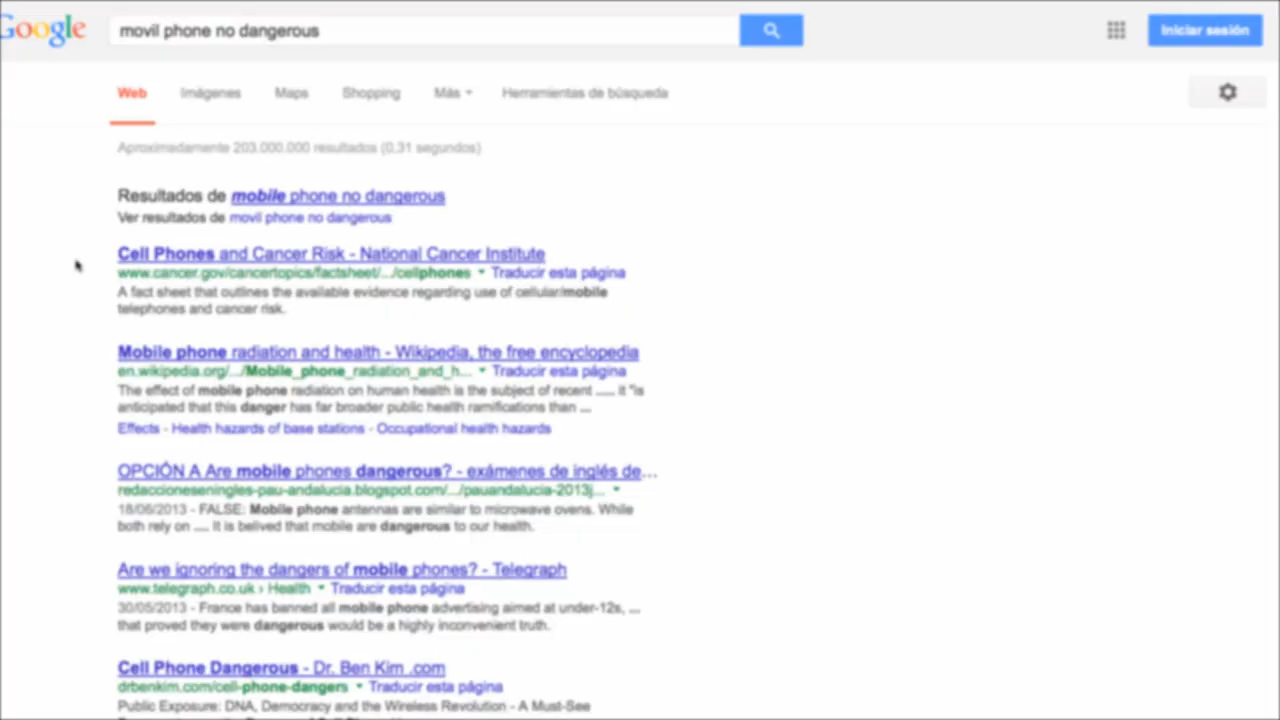 Google
movil phone no dangerous
Iniciar sesión
Web Imágenes Maps Shopping Más Herramientas de búsqueda
Aproximadamente 203.000.000 resultados (0,31 segundos)
Resultados de mobile phone no dangerous
Ver resultados de movil phone no dangerous
Cell Phones and Cancer Risk - National Cancer Institute
www.cancer.gov/cancertopics/factsheet/.../cellphones Traducir esta página
A fact sheet that outlines the available evidence regarding use of cellular/mobile
telephones and cancer risk.
Mobile phone radiation and health - Wikipedia, the free encyclopedia
en.wikipedia.org/.../Mobile_phone_radiation_and_h... Traducir esta página
The effect of mobile phone radiation on human health is the subject of recent ..... It "is
anticipated that this danger has far broader public health ramifications than ...
Effects - Health hazards of base stations - Occupational health hazards
OPCIÓN A Are mobile phones dangerous? - exámenes de inglés de...
redaccioneseningles-pau-andalucia.blogspot.com/.../pauandalucia-2013j...
18/06/2013 - FALSE: Mobile phone antennas are similar to microwave ovens. While
both rely on .... It is belived that mobile are dangerous to our health.
Are we ignoring the dangers of mobile phones? - Telegraph
www.telegraph.co.uk › Health Traducir esta página
30/05/2013 - France has banned all mobile phone advertising aimed at under-12s, ...
that proved they were dangerous would be a highly inconvenient truth.
Cell Phone Dangerous - Dr. Ben Kim .com
drbenkim.com/cell-phone-dangers Traducir esta página
Public Exposure: DNA, Democracy and the Wireless Revolution - A Must-See